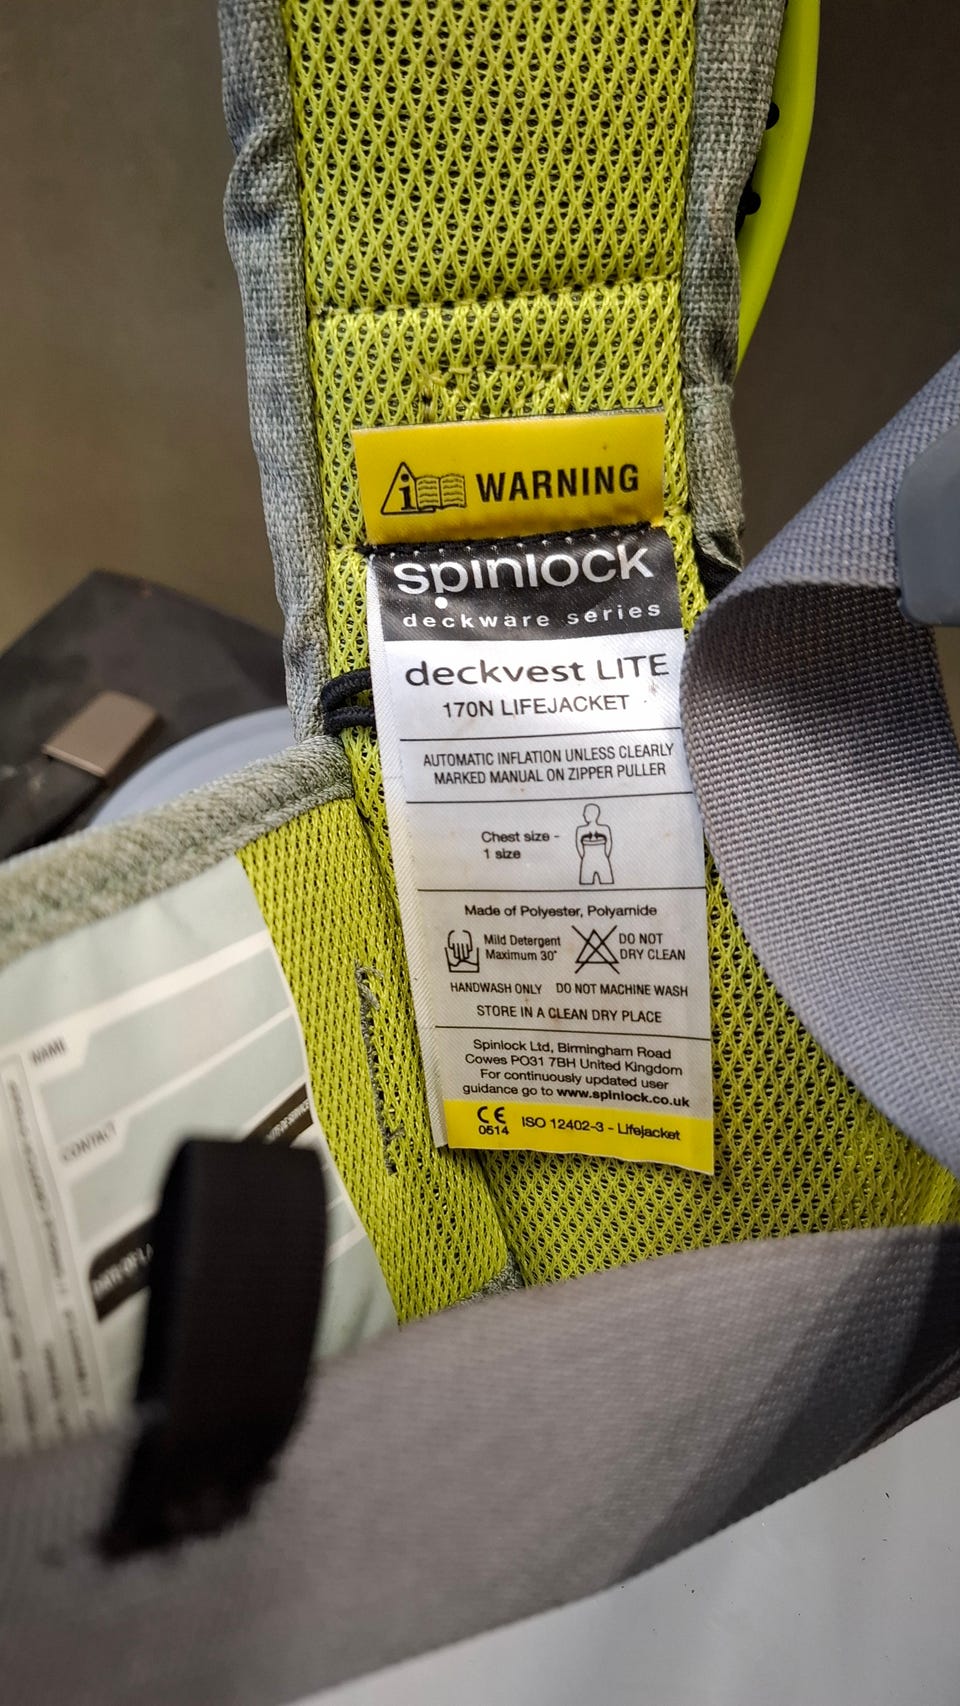 WARNING
spinlock
deckware series
deckvest LITE
170N LIFEJACKET
AUTOMATIC INFLATION UNLESS CLEARLY
MARKED MANUAL ON ZIPPER PULLER
Chest size -
1 size
Made of Polyester, Polyamide
Mild Detergent
Maximum 30°
DO NOT
DRY CLEAN
HANDWASH ONLY DO NOT MACHINE WASH
STORE IN A CLEAN DRY PLACE
Spinlock Ltd, Birmingham Road
Cowes PO31 7BH United Kingdom
For continuously updated user
guidance go to www.spinlock.co.uk
CE
0514
ISO 12402-3 - Lifejacket
NAME
CONTACT
DATE OF